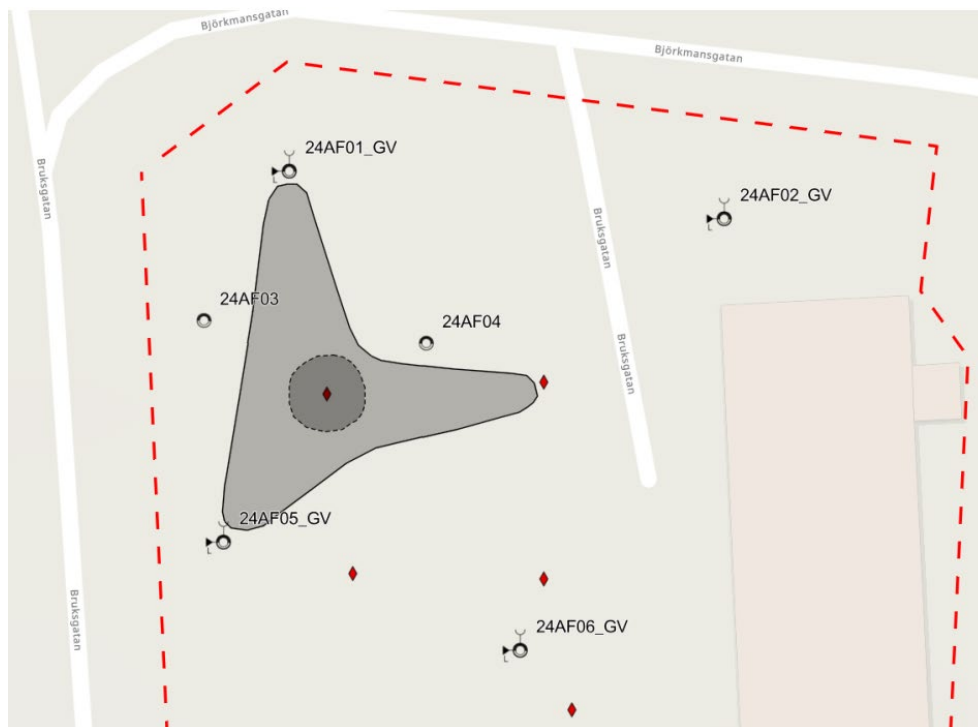 Björkmansgatan
Björkmansgatan
24AF01_GV
L
Bruksgatan
24AF02_GV
L
Bruksgatan
24AF03
24AF04
Bruksgatan
24AF05_GV
L
Bruksgatan
24AF06_GV
L